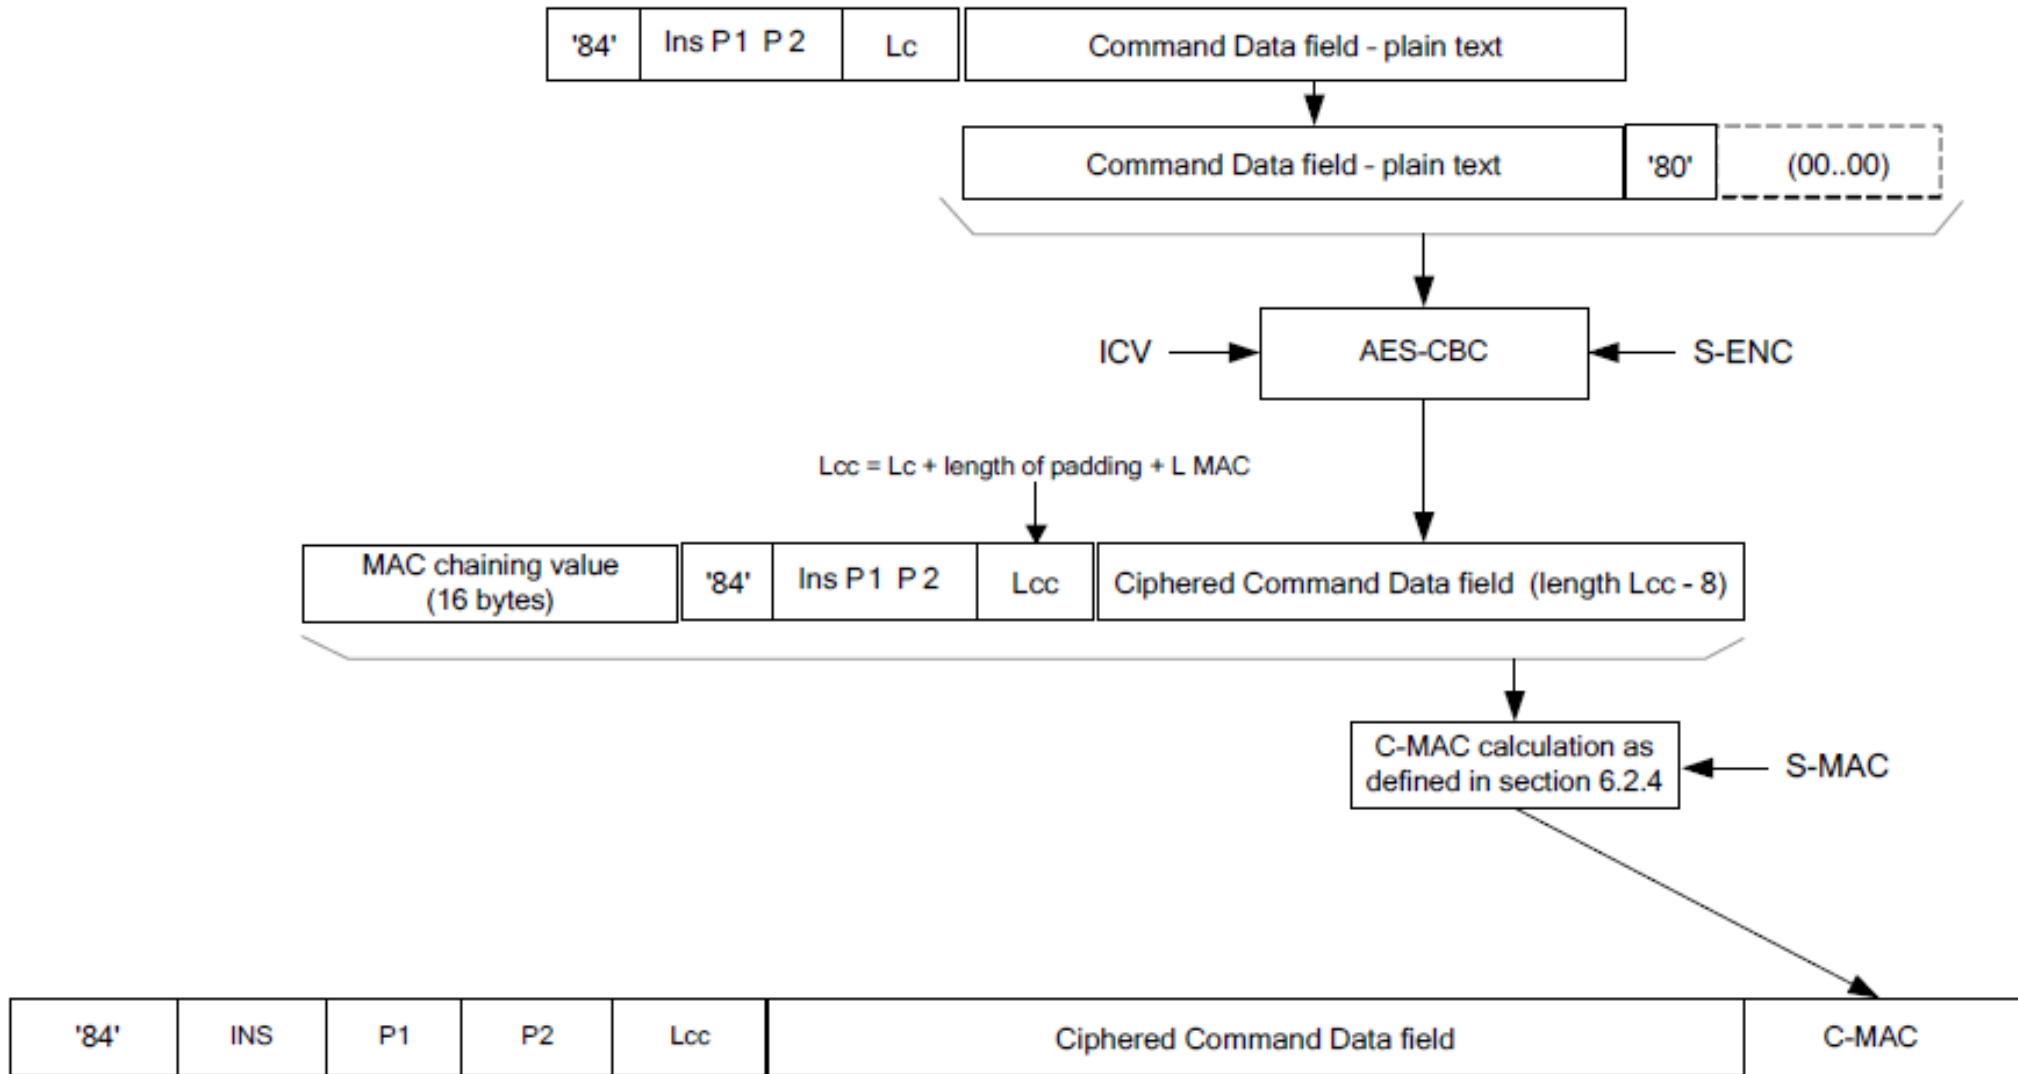 '84' Ins P1 P2 Lc Command Data field - plain text
Command Data field - plain text '80' (00..00)
ICV AES-CBC S-ENC
Lcc = Lc + length of padding + L MAC
MAC chaining value
(16 bytes)
'84' Ins P1 P2 Lcc Ciphered Command Data field (length Lcc - 8)
C-MAC calculation as
defined in section 6.2.4
S-MAC
'84' INS P1 P2 Lcc Ciphered Command Data field C-MAC